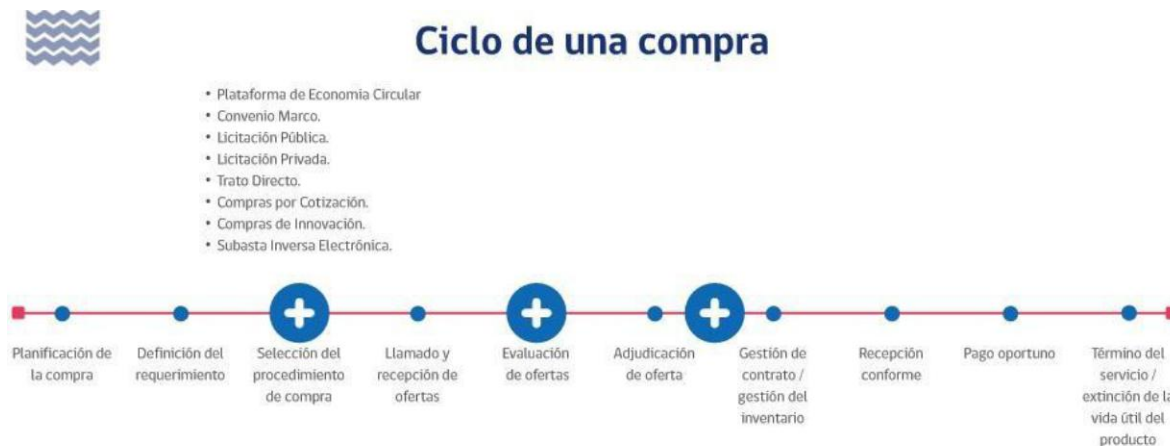 Ciclo de una compra
• Plataforma de Economia Circular
• Convenio Marco.
• Licitación Pública.
• Licitación Privada.
• Trato Directo.
• Compras por Cotización.
• Compras de Innovación.
• Subasta Inversa Electrónica.
Planificación de
la compra
Definición del
requerimiento
Selección del
procedimiento
de compra
Llamado y
recepción de
ofertas
Evaluación
de ofertas
Adjudicación
de oferta
Gestión de
contrato /
gestión del
inventario
Recepción
conforme
Pago oportuno
Término del
servicio /
extinción de la
vida útil del
producto